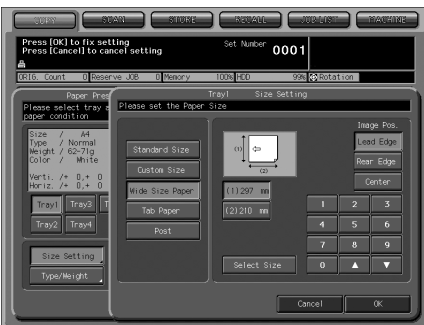 COPY
SCAN
STORE
RECALL
JOB LIST
MACHINE
Press [OK] to fix setting
Press [Cancel] to cancel setting
Set Number 0001
ORIG. Count 0 Reserve JOB 0 Memory 100% HDD 99% Rotation
Paper Pres
Please select tray a
paper condition
Size / A4
Type / Normal
Weight / 62-71g
Color / White
Verti. /+ 0,+ 0
Horiz. /+ 0,+ 0
Tray1 Tray3 T
Tray2 Tray4
Size Setting
Type/Weight
Tray1 Size Setting
Please set the Paper Size
Standard Size
Custom Size
Wide Size Paper
Tab Paper
Post
(1)
(2)
(1)297 mm
(2)210 mm
Select Size
Image Pos.
Lead Edge
Rear Edge
Center
1 2 3
4 5 6
7 8 9
0 ▲ ▼
Cancel OK